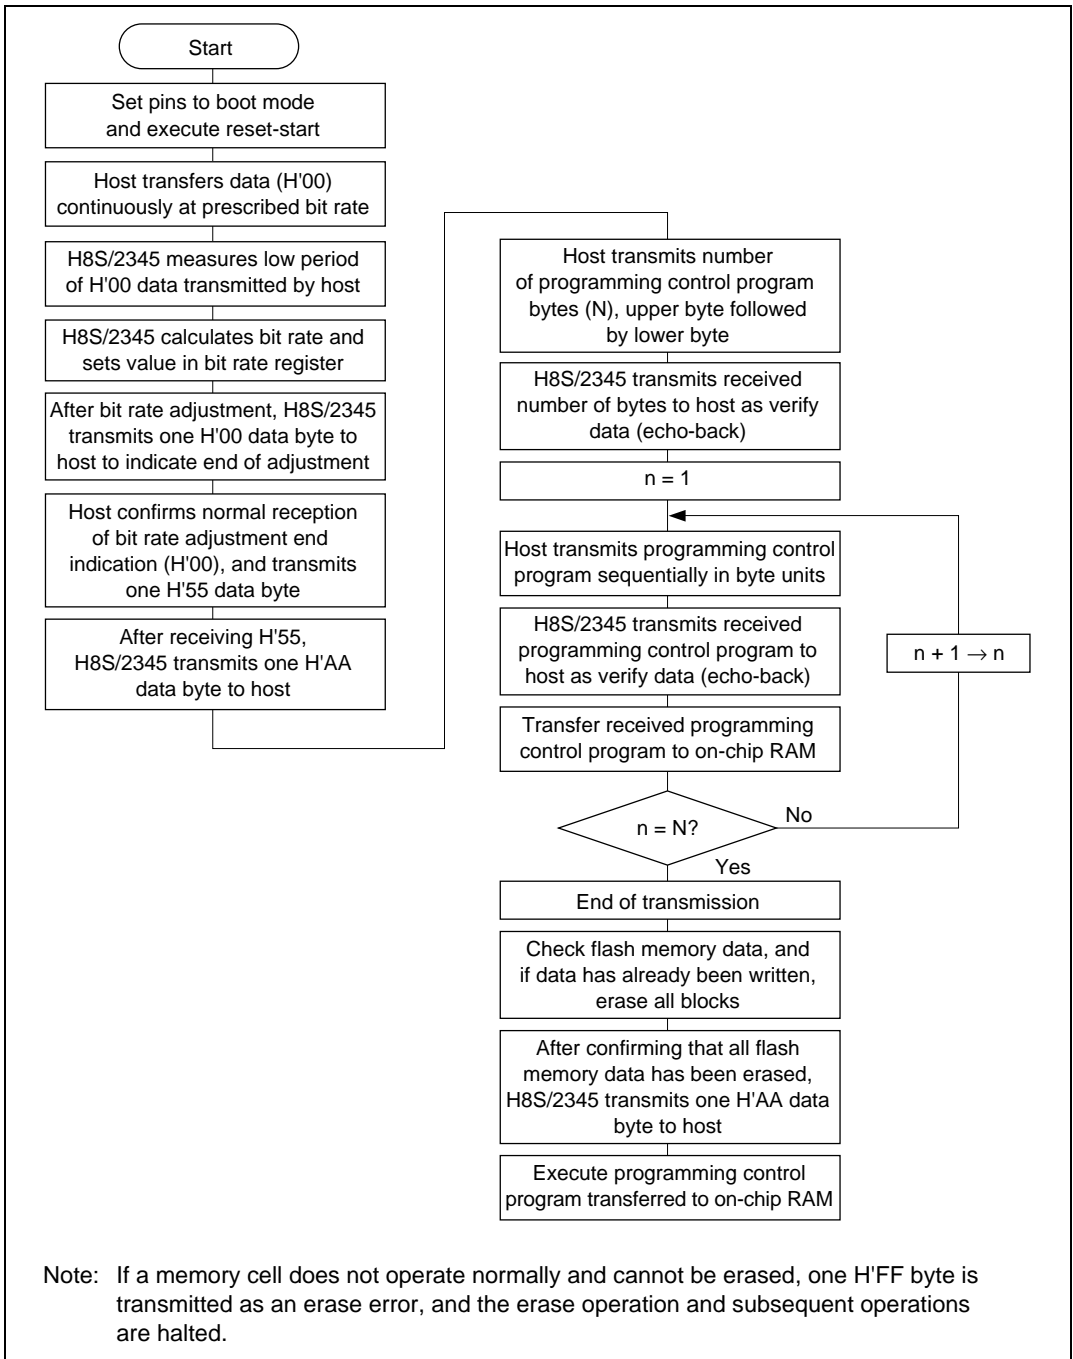 Start
Set pins to boot mode
and execute reset-start
Host transfers data (H'00)
continuously at prescribed bit rate
H8S/2345 measures low period
of H'00 data transmitted by host
H8S/2345 calculates bit rate and
sets value in bit rate register
After bit rate adjustment, H8S/2345
transmits one H'00 data byte to
host to indicate end of adjustment
Host confirms normal reception
of bit rate adjustment end
indication (H'00), and transmits
one H'55 data byte
After receiving H'55,
H8S/2345 transmits one H'AA
data byte to host
Host transmits number
of programming control program
bytes (N), upper byte followed
by lower byte
H8S/2345 transmits received
number of bytes to host as verify
data (echo-back)
n = 1
Host transmits programming control
program sequentially in byte units
H8S/2345 transmits received
programming control program to
host as verify data (echo-back)
n + 1 → n
Transfer received programming
control program to on-chip RAM
n = N?
No
Yes
End of transmission
Check flash memory data, and
if data has already been written,
erase all blocks
After confirming that all flash
memory data has been erased,
H8S/2345 transmits one H'AA data
byte to host
Execute programming control
program transferred to on-chip RAM
Note: If a memory cell does not operate normally and cannot be erased, one H'FF byte is
transmitted as an erase error, and the erase operation and subsequent operations
are halted.